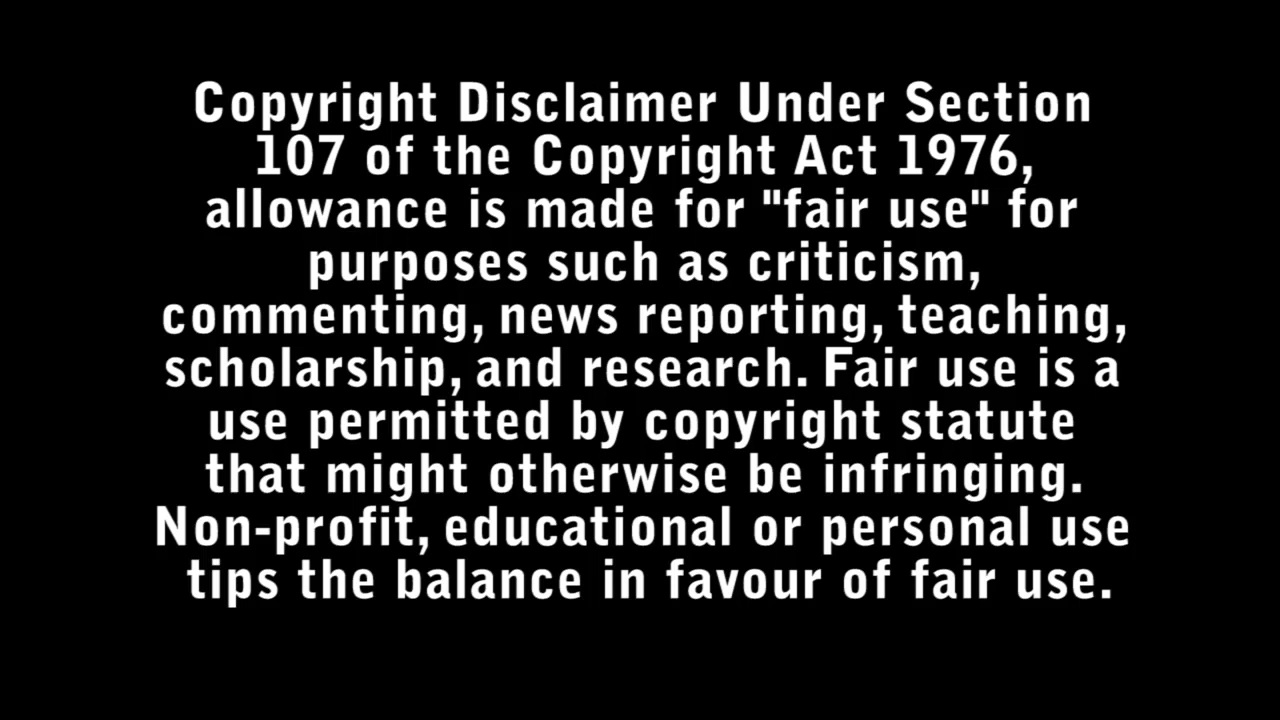 Copyright Disclaimer Under Section
107 of the Copyright Act 1976,
allowance is made for "fair use" for
purposes such as criticism,
commenting, news reporting, teaching,
scholarship, and research. Fair use is a
use permitted by copyright statute
that might otherwise be infringing.
Non-profit, educational or personal use
tips the balance in favour of fair use.